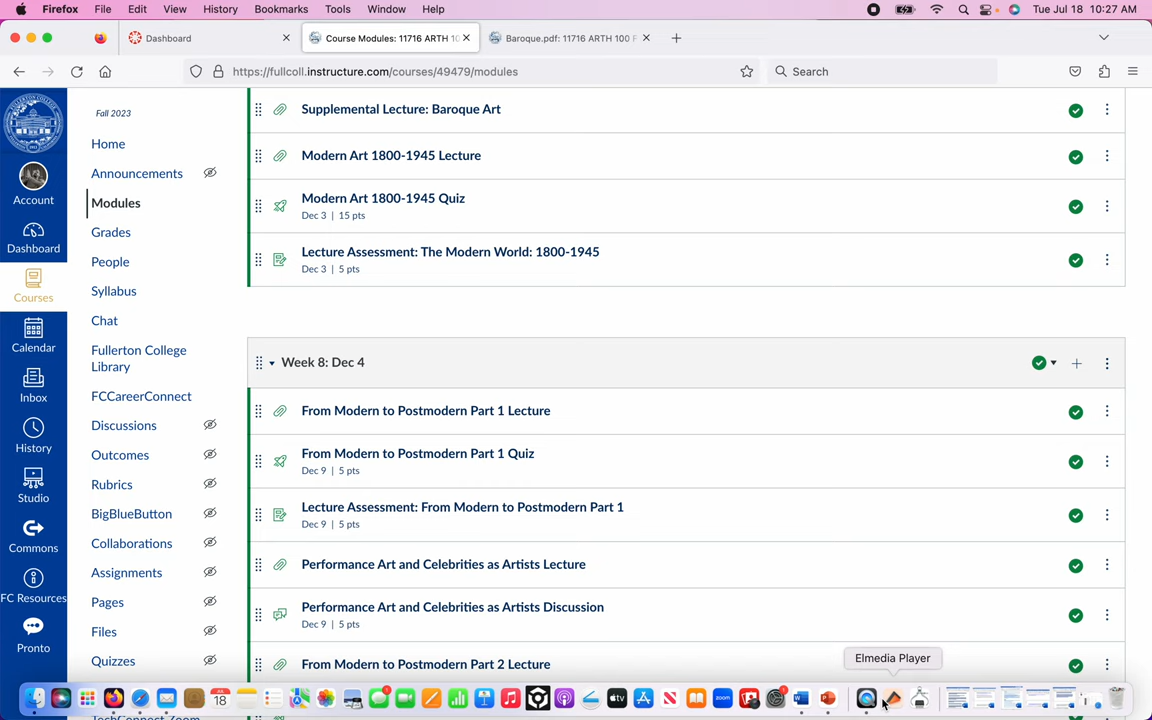 Firefox File Edit View History Bookmarks Tools Window Help Tue Jul 18 10:27 AM
Dashboard Course Modules: 11716 ARTH 10 Baroque.pdf: 11716 ARTH 100 F
https://fullcoll.instructure.com/courses/49479/modules Search
Account
Dashboard
Courses
Calendar
Inbox
History
Studio
Commons
FC Resources
Pronto
Fall 2023
Home
Announcements
Modules
Grades
People
Syllabus
Chat
Fullerton College
Library
FCCareerConnect
Discussions
Outcomes
Rubrics
BigBlueButton
Collaborations
Assignments
Pages
Files
Quizzes
Supplemental Lecture: Baroque Art
Modern Art 1800-1945 Lecture
Modern Art 1800-1945 Quiz
Dec 3 | 15 pts
Lecture Assessment: The Modern World: 1800-1945
Dec 3 | 5 pts
Week 8: Dec 4
From Modern to Postmodern Part 1 Lecture
From Modern to Postmodern Part 1 Quiz
Dec 9 | 5 pts
Lecture Assessment: From Modern to Postmodern Part 1
Dec 9 | 5 pts
Performance Art and Celebrities as Artists Lecture
Performance Art and Celebrities as Artists Discussion
Dec 9 | 5 pts
From Modern to Postmodern Part 2 Lecture
Elmedia Player
18
zoom